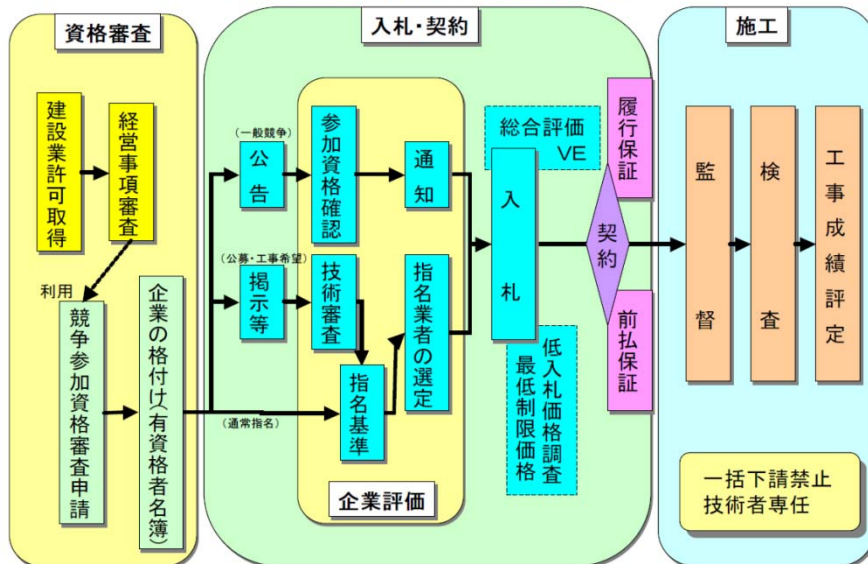 資格審査
建設業許可取得
経営事項審査
利用
競争参加資格審査申請
企業の格付け(有資格者名簿)
入札・契約
(一般競争)
公告
参加資格確認
通知
(公募・工事希望)
掲示等
技術審査
指名業者の選定
(通常指名)
指名基準
企業評価
総合評価
VE
入札
低入札価格調査
最低制限価格
履行保証
契約
前払保証
施工
監督
検査
工事成績評定
一括下請禁止
技術者専任